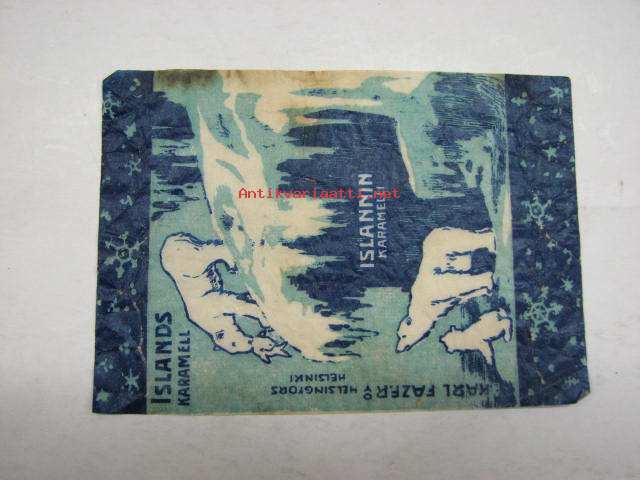 Antikvariaatti.net
ISLANNIN
KARAMELLI
ISLANDS
KARAMELL
KARL FAZER
HELSINGFORS
HELSINKI